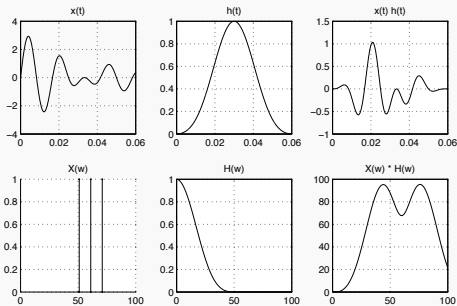 x(t) h(t) x(t) h(t)
4 1 1.5
2 0.8 1
0 0.6 0.5
−2 0.4 0
−4 0.2 −0.5
0 −1
0 0.02 0.04 0.06 0 0.02 0.04 0.06 0 0.02 0.04 0.06
X(w) H(w) X(w) * H(w)
1 1 100
0.8 0.8 80
0.6 0.6 60
0.4 0.4 40
0.2 0.2 20
0 0 0
0 50 100 0 50 100 0 50 100